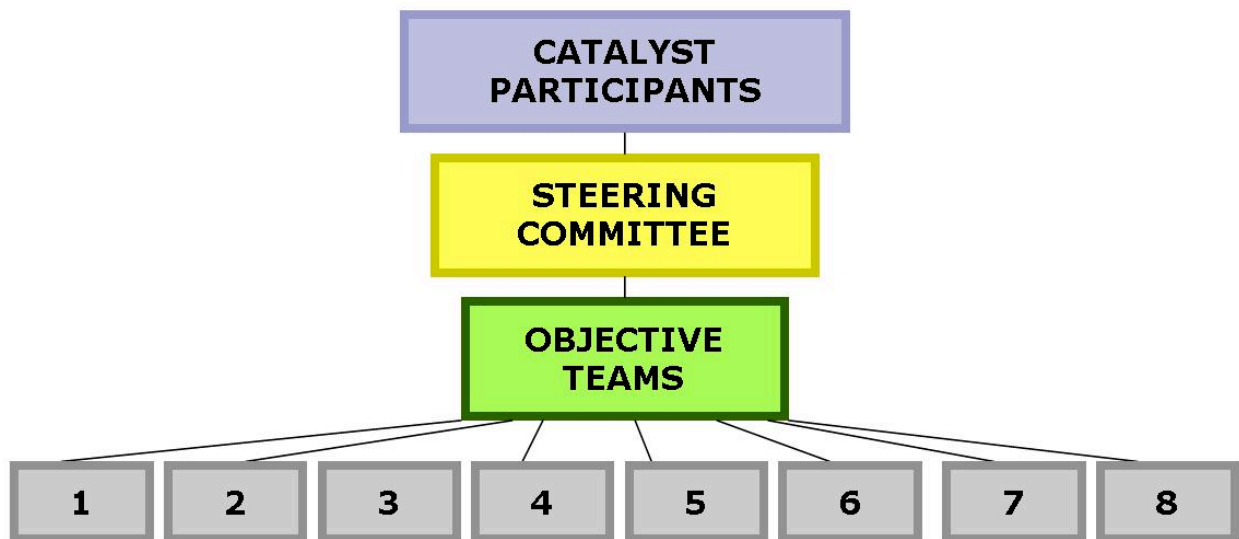 CATALYST
PARTICIPANTS
STEERING
COMMITTEE
OBJECTIVE
TEAMS
1 2 3 4 5 6 7 8